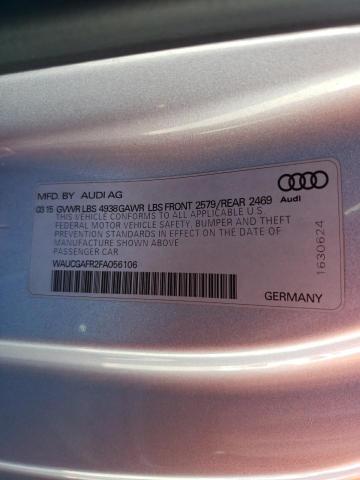 MFD. BY AUDI AG
03 15 GVWR LBS 4938 GAWR LBS FRONT 2579/REAR 2469
THIS VEHICLE CONFORMS TO ALL APPLICABLE U.S
FEDERAL MOTOR VEHICLE SAFETY, BUMPER AND THEFT
PREVENTION STANDARDS IN EFFECT ON THE DATE OF
MANUFACTURE SHOWN ABOVE
PASSENGER CAR
WAUCGAFR2FA056106
Audi
1630624
GERMANY